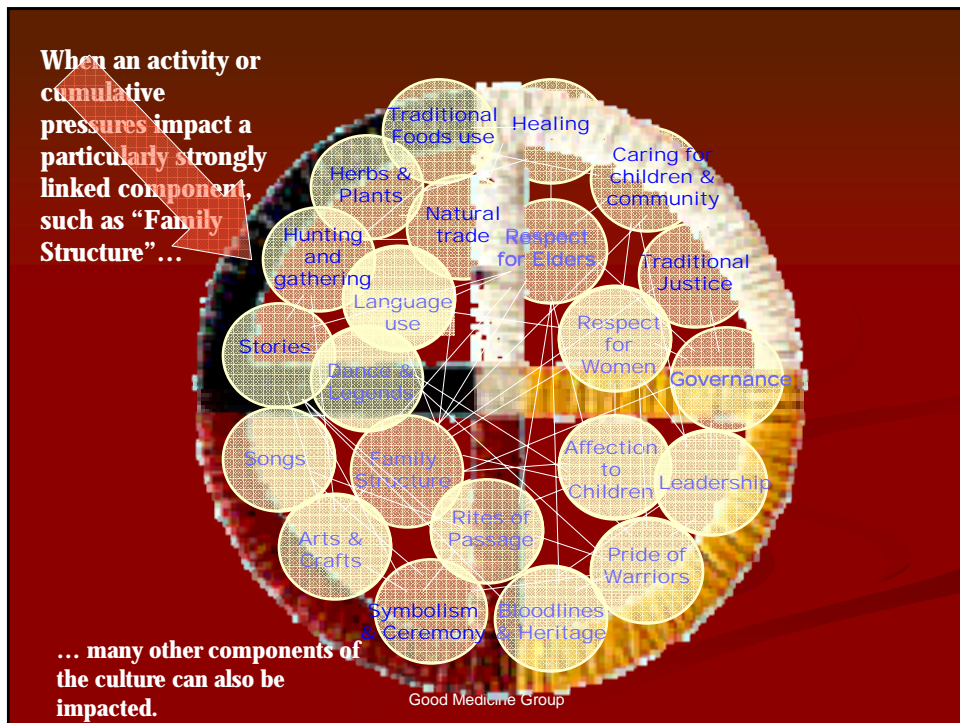 When an activity or
cumulative
pressures impact a
particularly strongly
linked component,
such as “Family
Structure”…
Traditional
Foods use
Healing
Caring for
children &
community
Herbs &
Plants
Natural
trade
Respect
for Elders
Hunting
and
gathering
Traditional
Justice
Language
use
Respect
for
Women
Stories
Dance &
Legends
Governance
Songs
Family
Structure
Affection
to
Children
Leadership
Rites of
Passage
Arts &
Crafts
Pride of
Warriors
Symbolism
& Ceremony
Bloodlines
& Heritage
… many other components of
the culture can also be
impacted.
Good Medicine Group